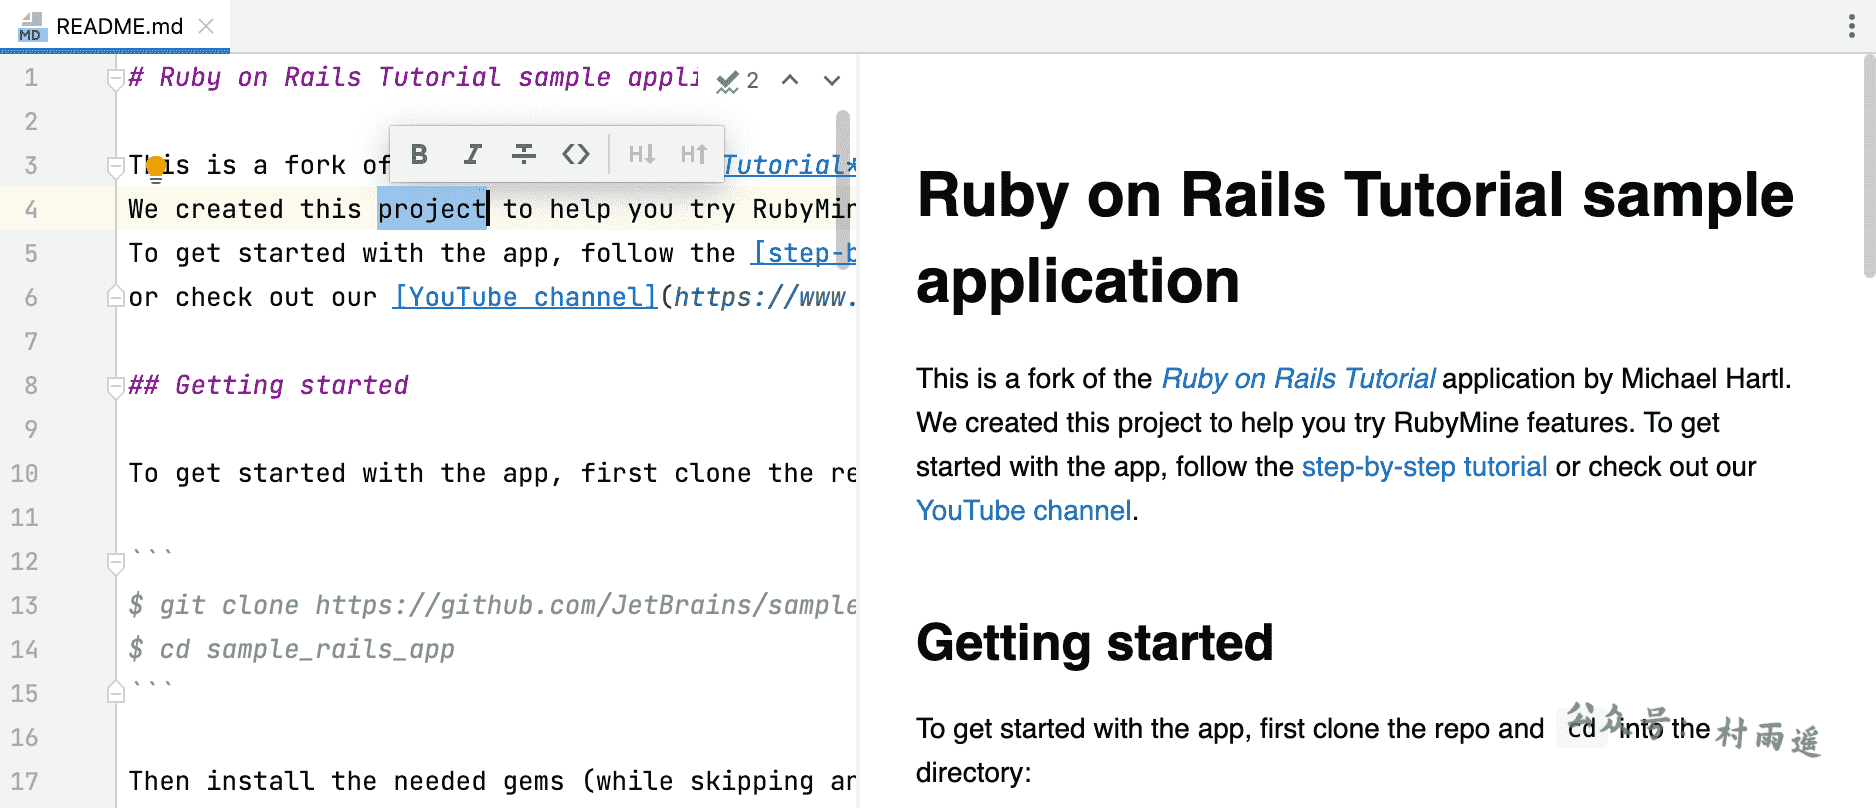 MD README.md
1 # Ruby on Rails Tutorial sample appli 2
2
B I S <> H↓ H↑
3 This is a fork of Tutorial*
4 We created this project to help you try RubyMin
5 To get started with the app, follow the [step-b
6 or check out our [YouTube channel](https://www.
7
8 ## Getting started
9
10 To get started with the app, first clone the re
11
12 ```
13 $ git clone https://github.com/JetBrains/sample
14 $ cd sample_rails_app
15 ```
16
17 Then install the needed gems (while skipping an
Ruby on Rails Tutorial sample
application
This is a fork of the Ruby on Rails Tutorial application by Michael Hartl.
We created this project to help you try RubyMine features. To get
started with the app, follow the step-by-step tutorial or check out our
YouTube channel.
Getting started
To get started with the app, first clone the repo and cd into the
directory:
公众号：村雨遥